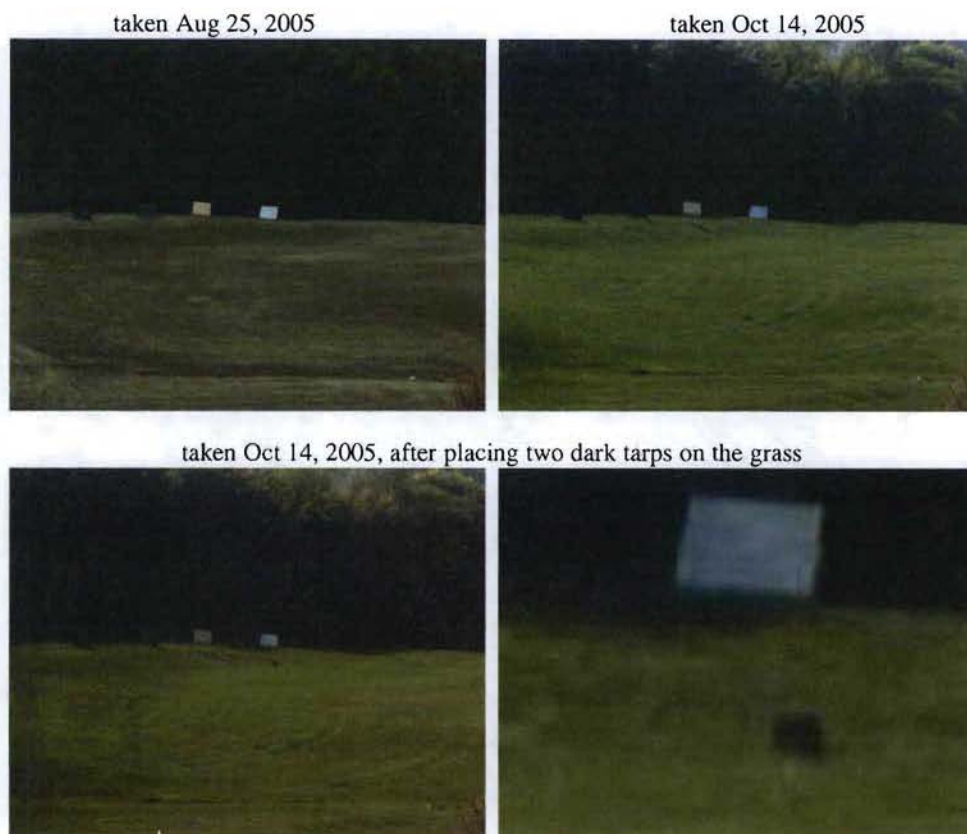 taken Aug 25, 2005
taken Oct 14, 2005
taken Oct 14, 2005, after placing two dark tarps on the grass